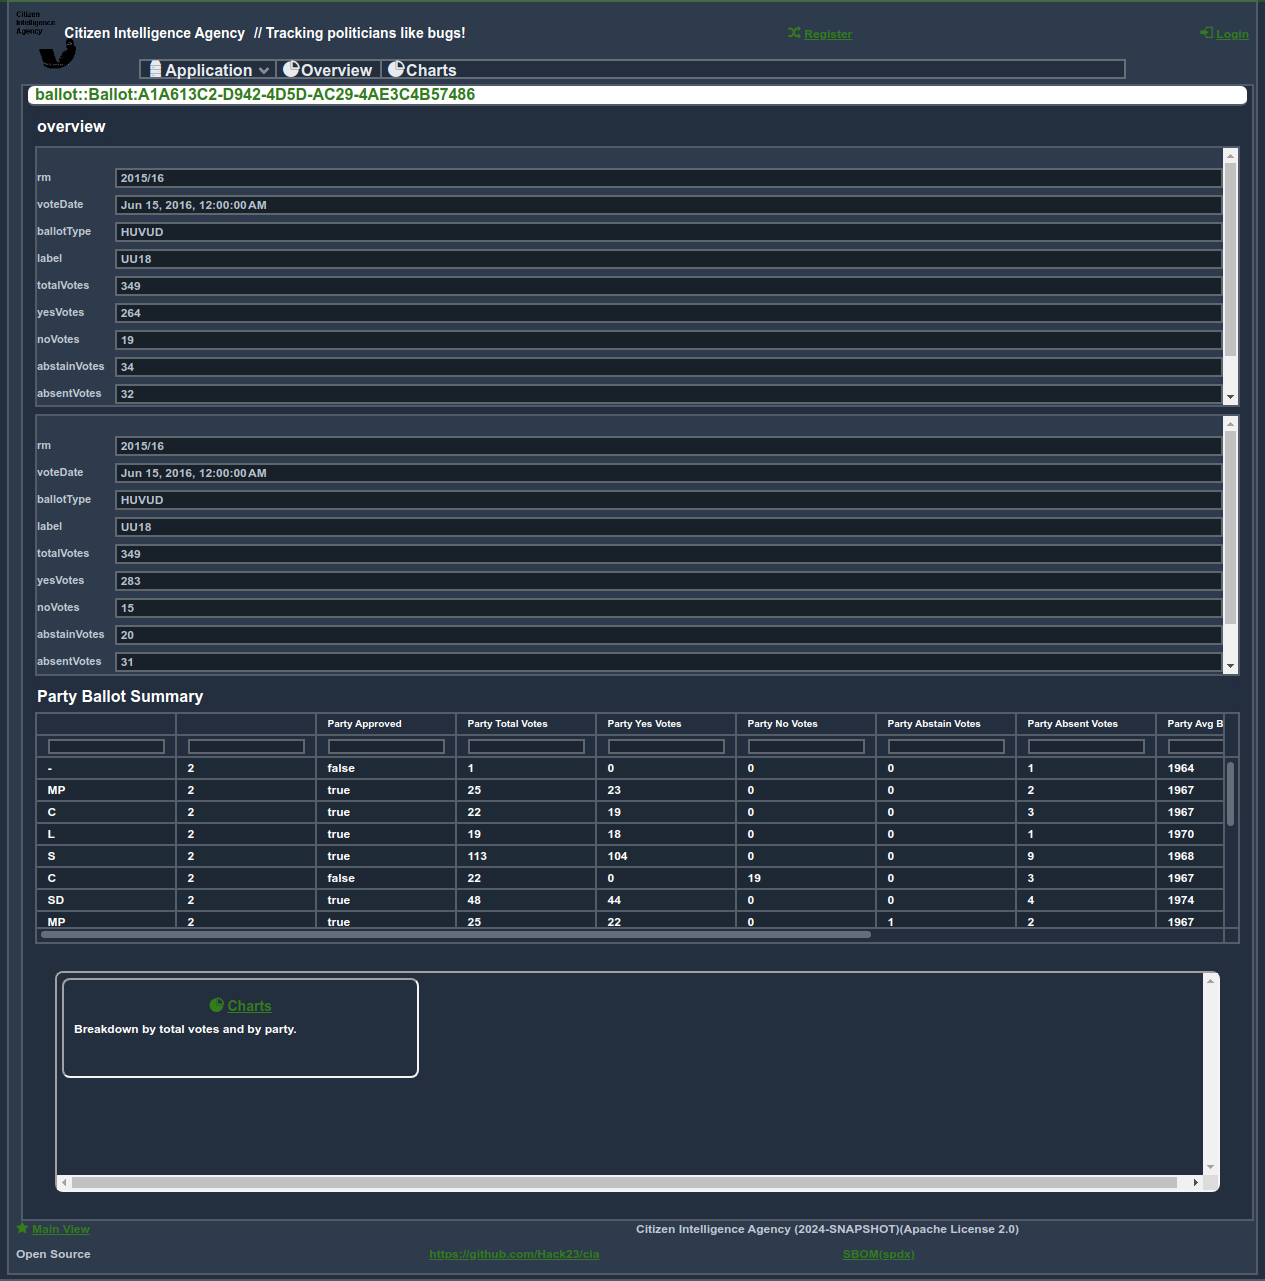 Citizen
Intelligence
Agency
Citizen Intelligence Agency // Tracking politicians like bugs!
Register
Login
Application
Overview
Charts
ballot::Ballot:A1A613C2-D942-4D5D-AC29-4AE3C4B57486
overview
rm 2015/16
voteDate Jun 15, 2016, 12:00:00 AM
ballotType HUVUD
label UU18
totalVotes 349
yesVotes 264
noVotes 19
abstainVotes 34
absentVotes 32
rm 2015/16
voteDate Jun 15, 2016, 12:00:00 AM
ballotType HUVUD
label UU18
totalVotes 349
yesVotes 283
noVotes 15
abstainVotes 20
absentVotes 31
Party Ballot Summary
Party Approved Party Total Votes Party Yes Votes Party No Votes Party Abstain Votes Party Absent Votes Party Avg B
- 2 false 1 0 0 0 1 1964
MP 2 true 25 23 0 0 2 1967
C 2 true 22 19 0 0 3 1967
L 2 true 19 18 0 0 1 1970
S 2 true 113 104 0 0 9 1968
C 2 false 22 0 19 0 3 1967
SD 2 true 48 44 0 0 4 1974
MP 2 true 25 22 0 1 2 1967
Charts
Breakdown by total votes and by party.
Main View
Citizen Intelligence Agency (2024-SNAPSHOT)(Apache License 2.0)
Open Source
https://github.com/Hack23/cia
SBOM(spdx)